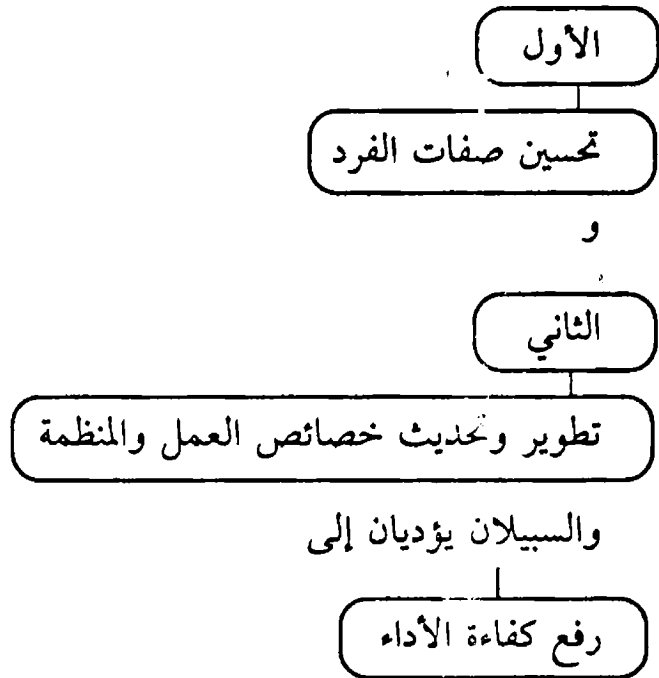 الأول
تحسين صفات الفرد
و
الثاني
تطوير وتحديث خصائص العمل والمنظمة
والسبيلان يؤديان إلى
رفع كفاءة الأداء